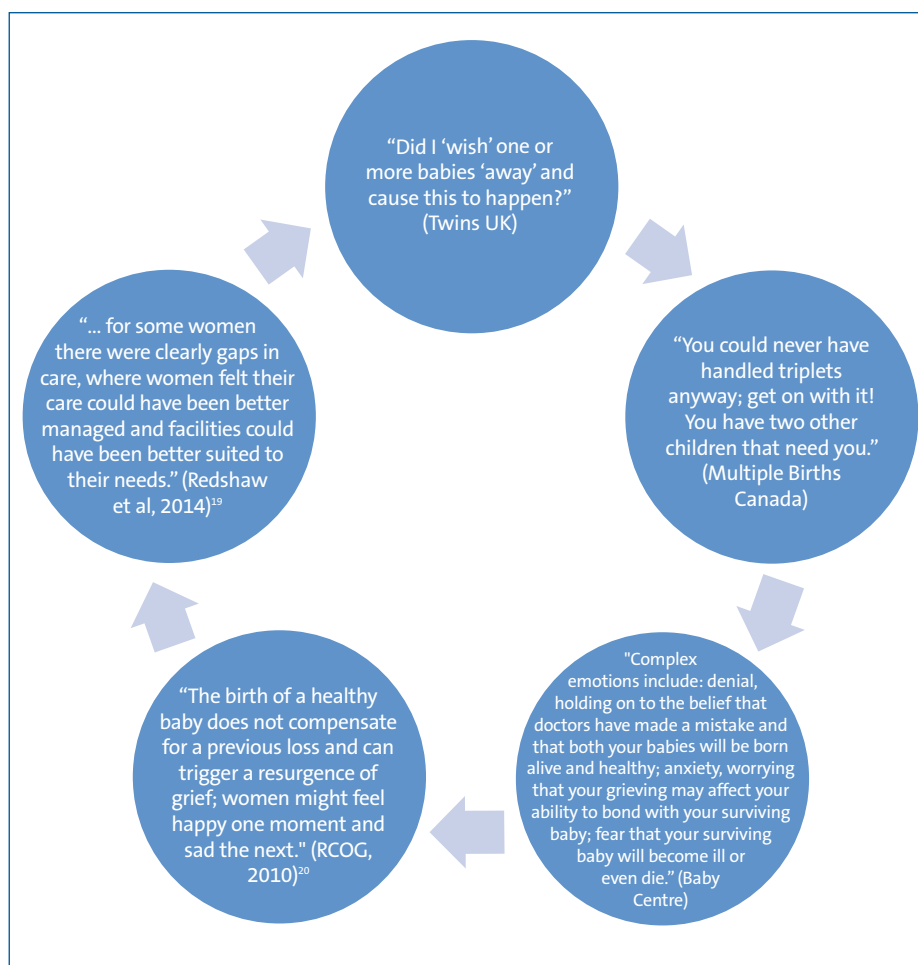 “Did I ‘wish’ one or
more babies ‘away’ and
cause this to happen?”
(Twins UK)
“You could never have
handled triplets
anyway; get on with it!
You have two other
children that need you.”
(Multiple Births
Canada)
"Complex
emotions include: denial,
holding on to the belief that
doctors have made a mistake and
that both your babies will be born
alive and healthy; anxiety, worrying
that your grieving may affect your
ability to bond with your surviving
baby; fear that your surviving
baby will become ill or
even die.” (Baby
Centre)
“The birth of a healthy
baby does not compensate
for a previous loss and can
trigger a resurgence of
grief; women might feel
happy one moment and
sad the next." (RCOG,
2010)²⁰
“... for some women
there were clearly gaps in
care, where women felt their
care could have been better
managed and facilities could
have been better suited to
their needs.” (Redshaw
et al, 2014)¹⁹